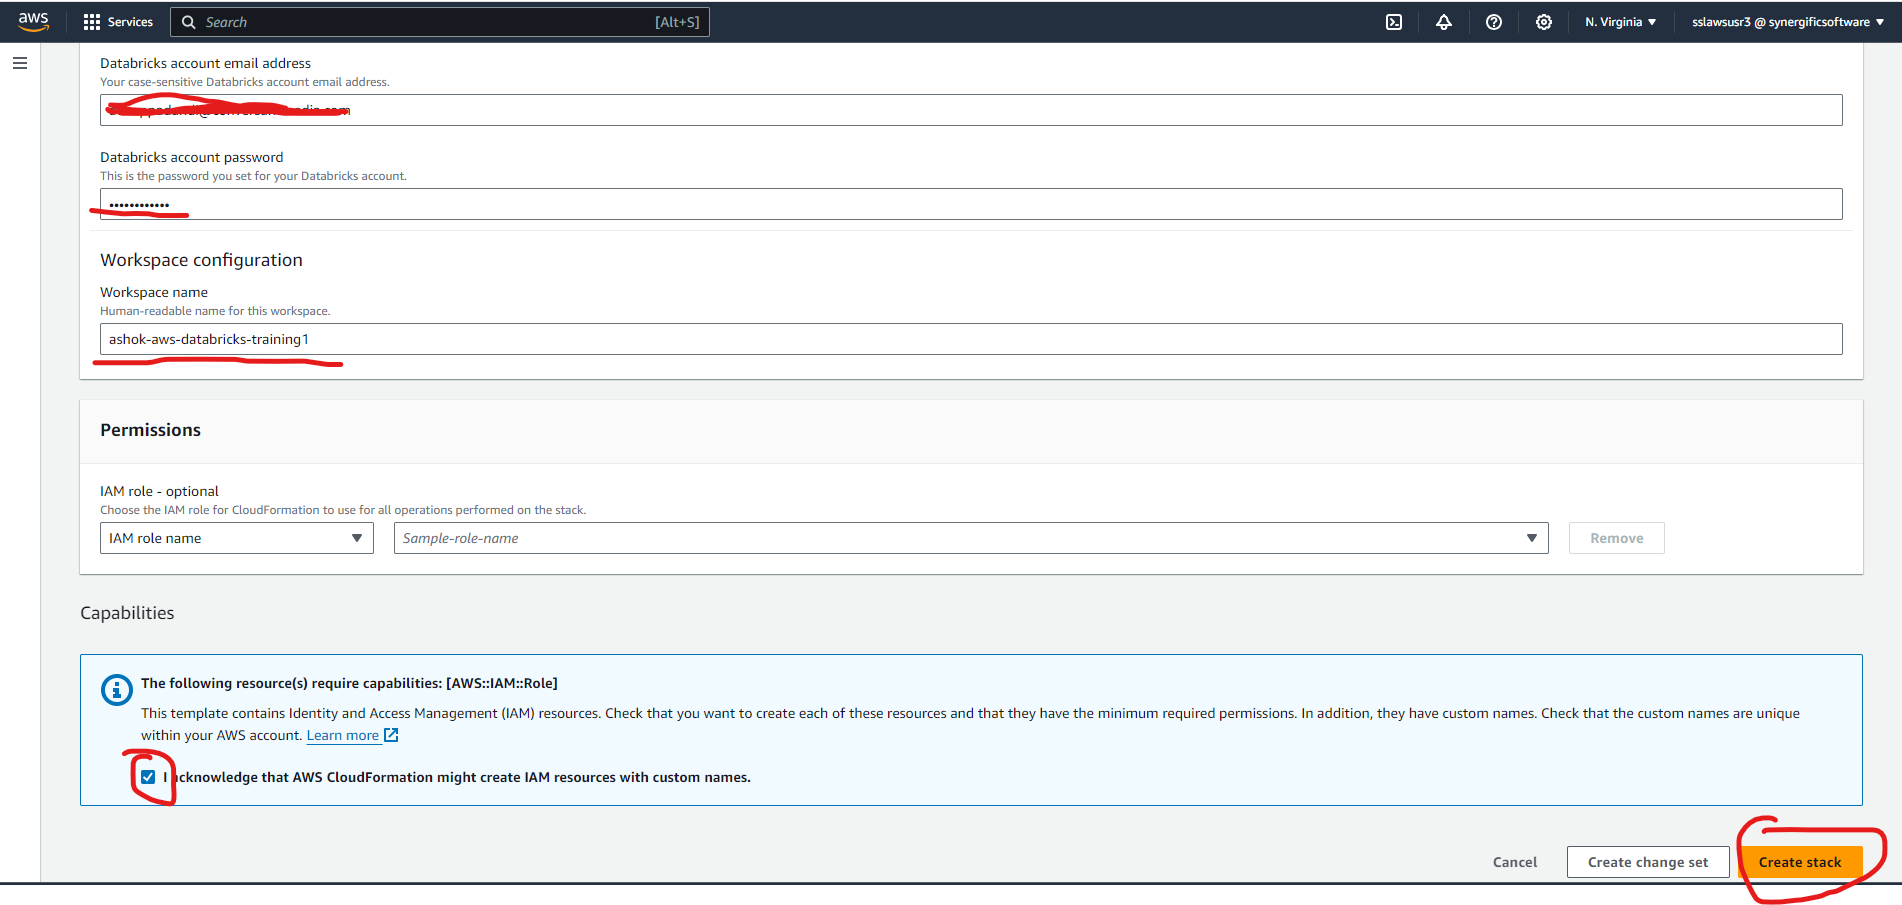 aws Services Search [Alt+S] N. Virginia sslawsusr3 @ synergificsoftware
Databricks account email address
Your case-sensitive Databricks account email address.
Databricks account password
This is the password you set for your Databricks account.
••••••••••••
Workspace configuration
Workspace name
Human-readable name for this workspace.
ashok-aws-databricks-training1
Permissions
IAM role - optional
Choose the IAM role for CloudFormation to use for all operations performed on the stack.
IAM role name Sample-role-name Remove
Capabilities
The following resource(s) require capabilities: [AWS::IAM::Role]
This template contains Identity and Access Management (IAM) resources. Check that you want to create each of these resources and that they have the minimum required permissions. In addition, they have custom names. Check that the custom names are unique
within your AWS account. Learn more
I acknowledge that AWS CloudFormation might create IAM resources with custom names.
Cancel Create change set Create stack